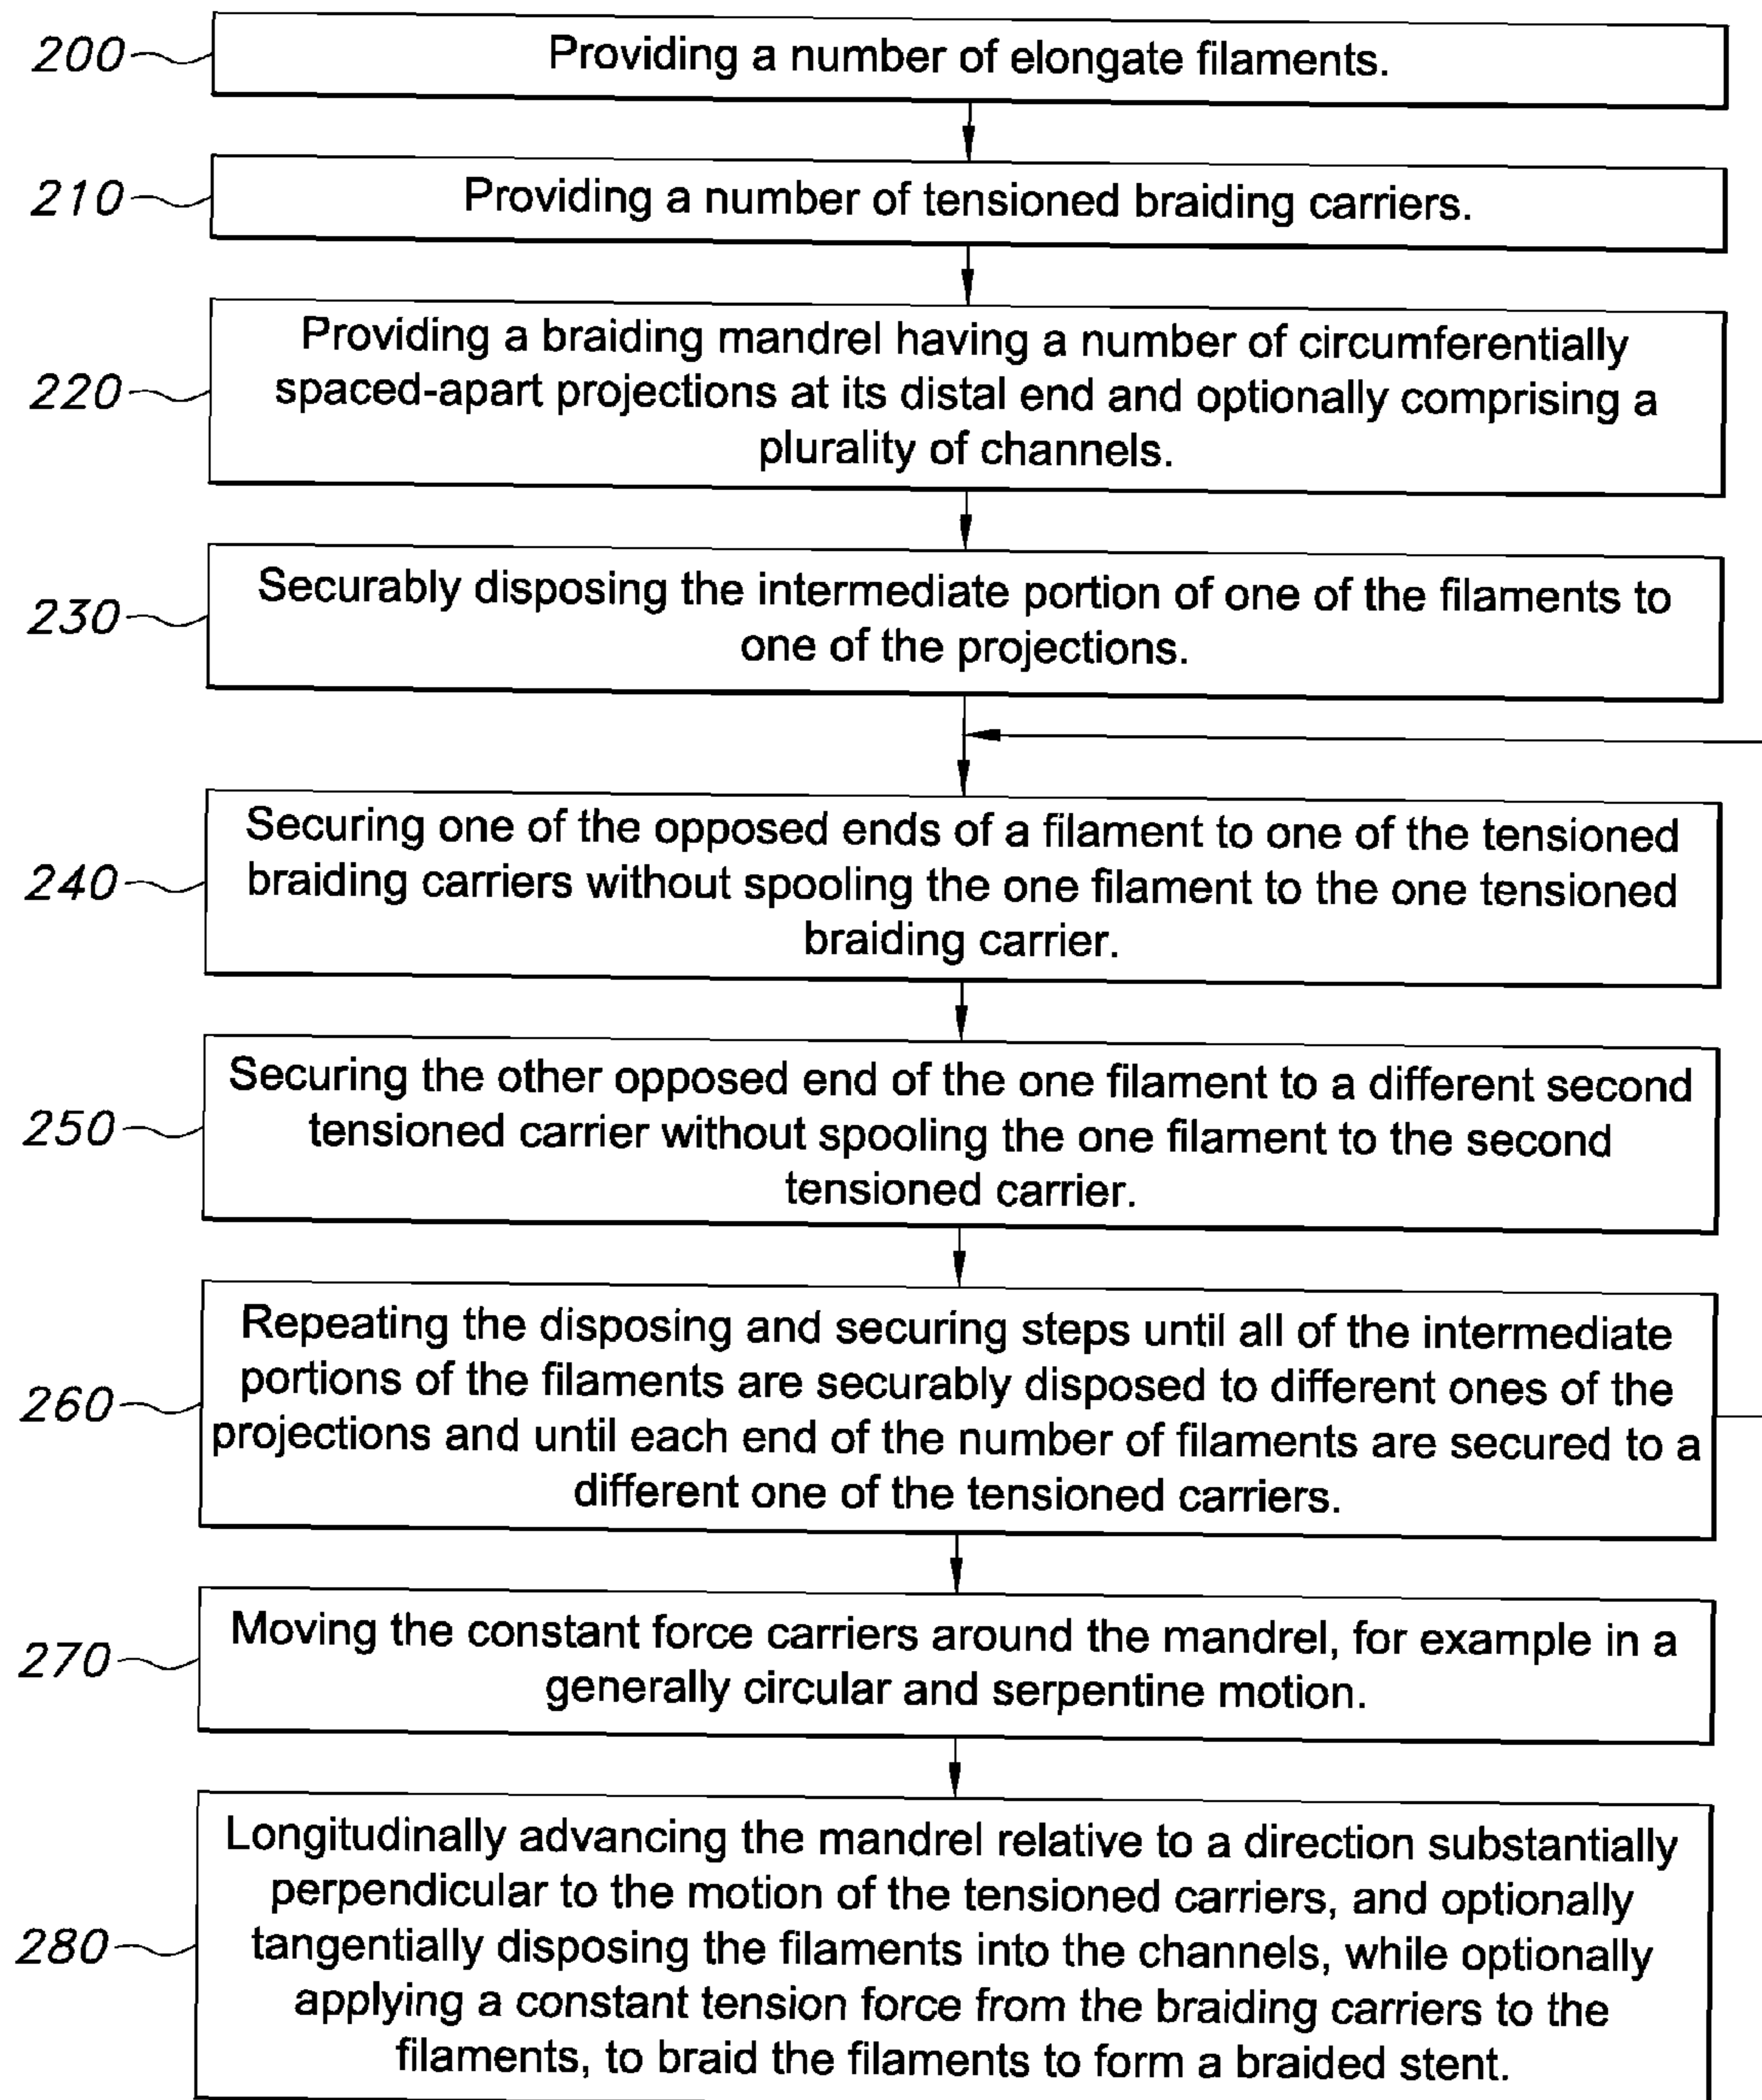 200
Providing a number of elongate filaments.
210
Providing a number of tensioned braiding carriers.
220
Providing a braiding mandrel having a number of circumferentially
spaced-apart projections at its distal end and optionally comprising a
plurality of channels.
230
Securably disposing the intermediate portion of one of the filaments to
one of the projections.
240
Securing one of the opposed ends of a filament to one of the tensioned
braiding carriers without spooling the one filament to the one tensioned
braiding carrier.
250
Securing the other opposed end of the one filament to a different second
tensioned carrier without spooling the one filament to the second
tensioned carrier.
260
Repeating the disposing and securing steps until all of the intermediate
portions of the filaments are securably disposed to different ones of the
projections and until each end of the number of filaments are secured to a
different one of the tensioned carriers.
270
Moving the constant force carriers around the mandrel, for example in a
generally circular and serpentine motion.
280
Longitudinally advancing the mandrel relative to a direction substantially
perpendicular to the motion of the tensioned carriers, and optionally
tangentially disposing the filaments into the channels, while optionally
applying a constant tension force from the braiding carriers to the
filaments, to braid the filaments to form a braided stent.